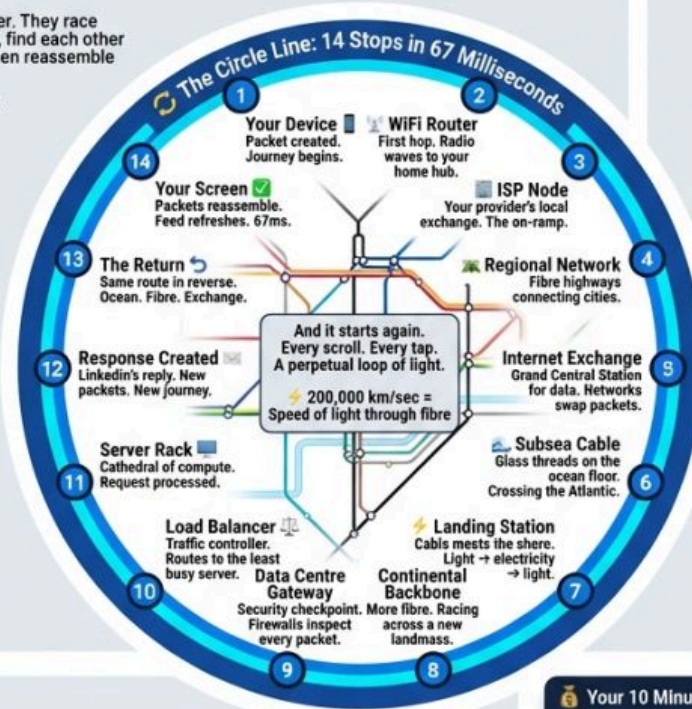 er. They race
, find each other
en reassemble
The Circle Line: 14 Stops in 67 Milliseconds
1
Your Device
Packet created.
Journey begins.
2
WiFi Router
First hop. Radio
waves to your
home hub.
3
ISP Node
Your provider's local
exchange. The on-ramp.
4
Regional Network
Fibre highways
connecting cities.
5
Internet Exchange
Grand Central Station
for data. Networks
swap packets.
6
Subsea Cable
Glass threads on the
ocean floor.
Crossing the Atlantic.
7
Landing Station
Cabls mests the shere.
Light → electricity
→ light.
8
Continental
Backbone
More fibre. Racing
across a new
landmass.
9
Data Centre
Gateway
Security checkpoint.
Firewalls inspect
every packet.
10
Load Balancer
Traffic controller.
Routes to the least
busy server.
11
Server Rack
Cathedral of compute.
Request processed.
12
Response Created
Linkedin's reply. New
packsts. New journey.
13
The Return
Same route in reverse.
Ocean. Fibre. Exchange.
14
Your Screen
Packets reassemble.
Feed refreshes. 67ms.
And it starts again.
Every scroll. Every tap.
A perpetual loop of light.
200,000 km/sec =
Speed of light through fibre
Your 10 Minu